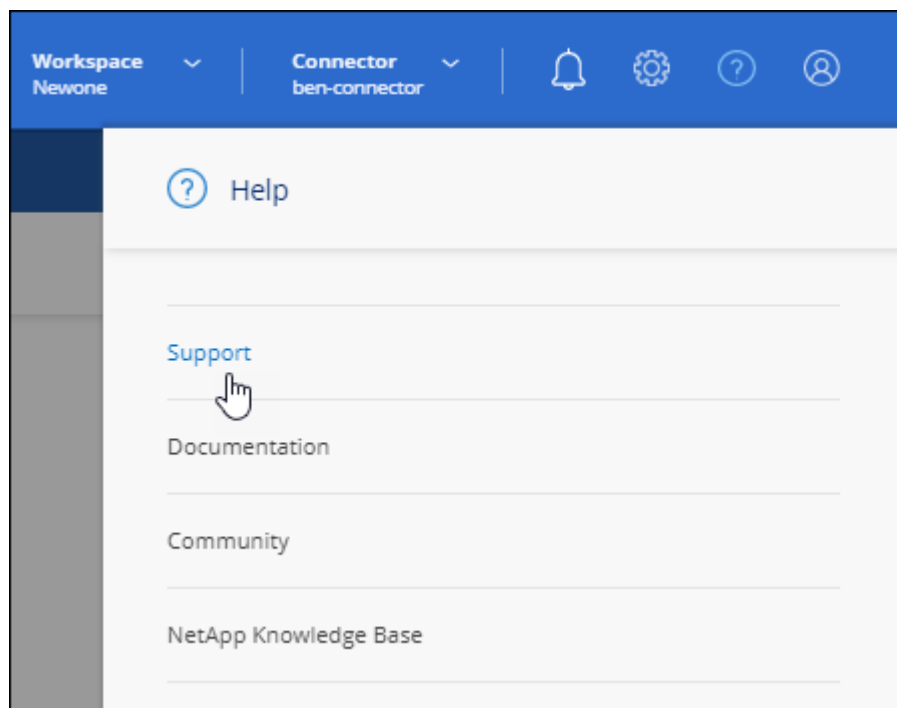 Workspace
Newone
Connector
ben-connector
Help
Support
Documentation
Community
NetApp Knowledge Base